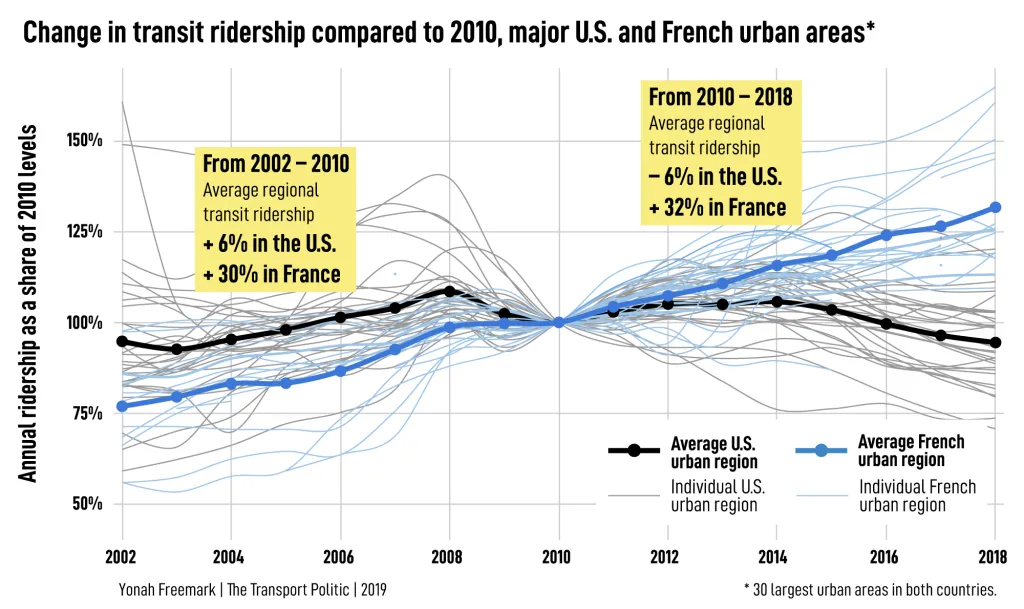 Change in transit ridership compared to 2010, major U.S. and French urban areas*
Annual ridership as a share of 2010 levels
150%
125%
100%
75%
50%
From 2002 – 2010
Average regional
transit ridership
+ 6% in the U.S.
+ 30% in France
From 2010 – 2018
Average regional
transit ridership
– 6% in the U.S.
+ 32% in France
Average U.S.
urban region
Individual U.S.
urban region
Average French
urban region
Individual French
urban region
2002 2004 2006 2008 2010 2012 2014 2016 2018
Yonah Freemark | The Transport Politic | 2019
* 30 largest urban areas in both countries.